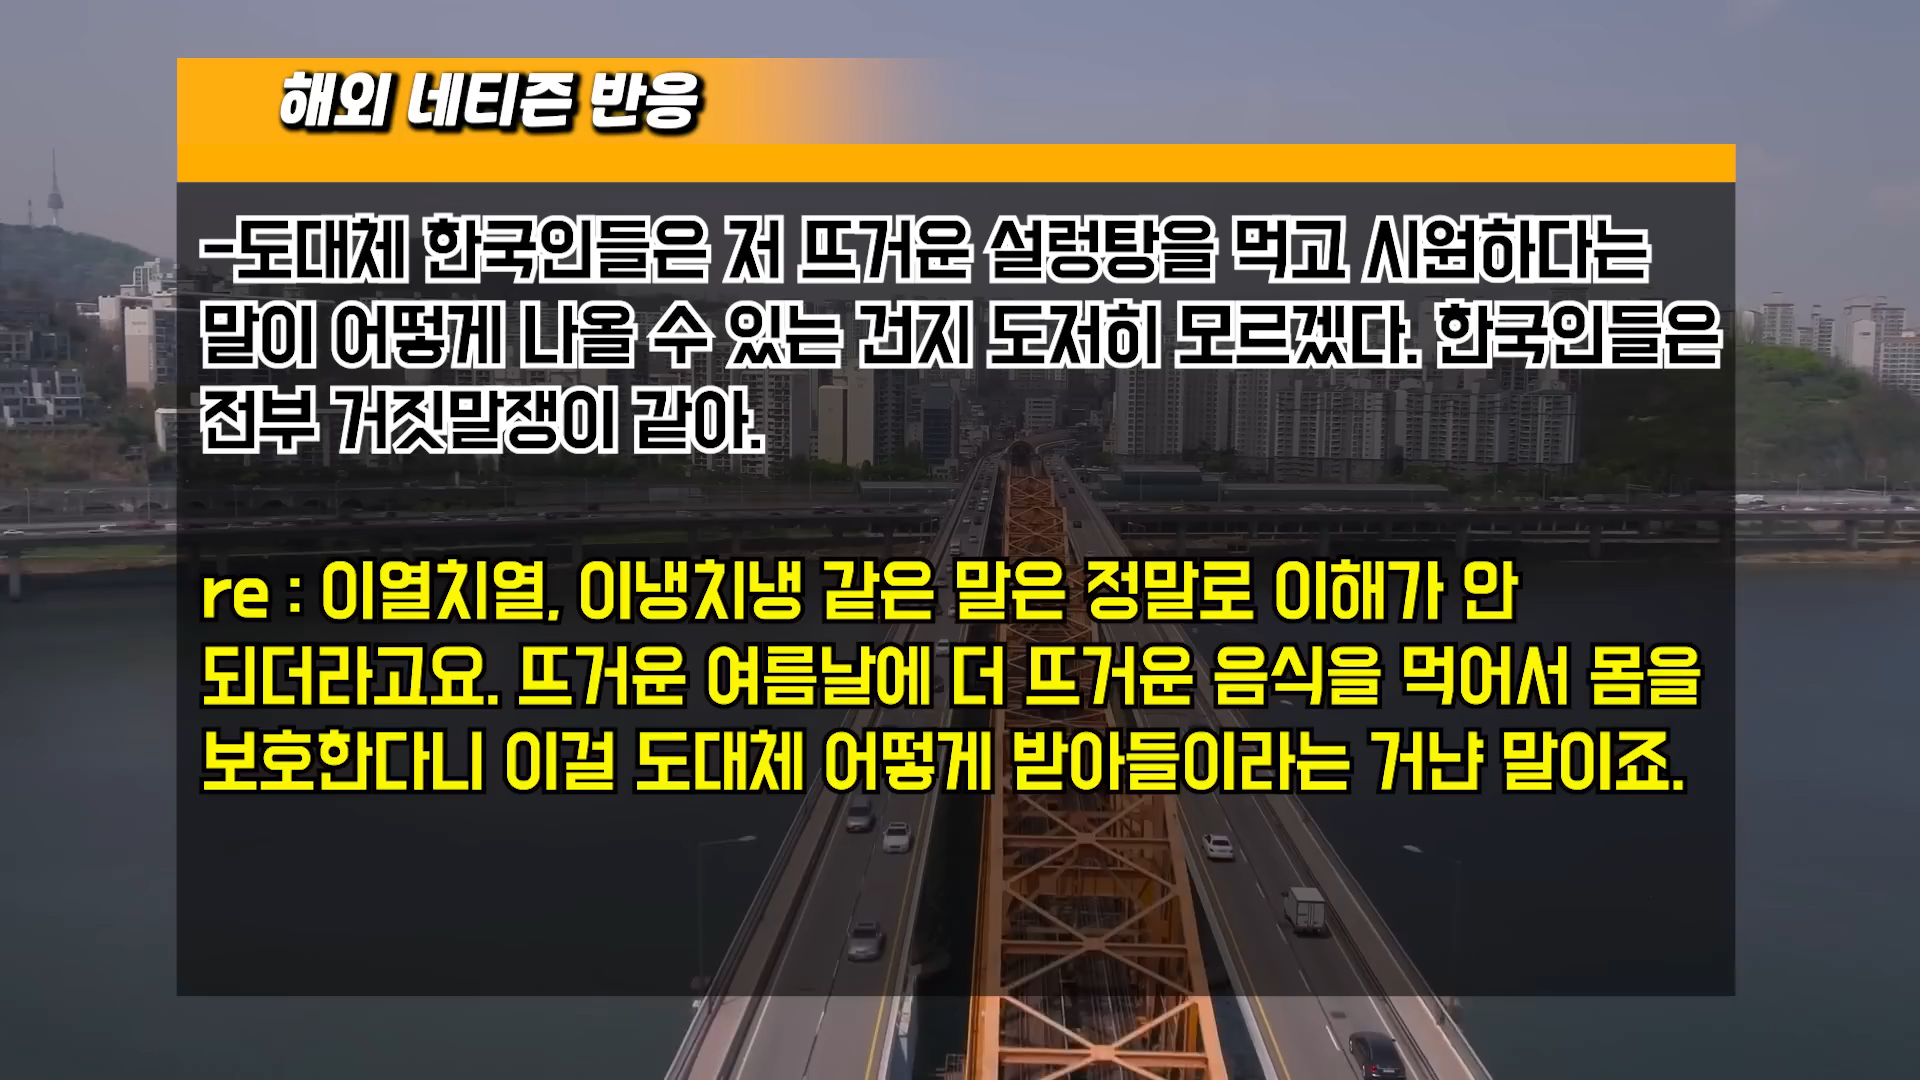 해외 네티즌 반응
-도대체 한국인들은 저 뜨거운 설렁탕을 먹고 시원하다는
말이 어떻게 나올 수 있는 건지 도저히 모르겠다. 한국인들은
전부 거짓말쟁이 같아.
re : 이열치열, 이냉치냉 같은 말은 정말로 이해가 안
되더라고요. 뜨거운 여름날에 더 뜨거운 음식을 먹어서 몸을
보호한다니 이걸 도대체 어떻게 받아들이라는 거냔 말이죠.